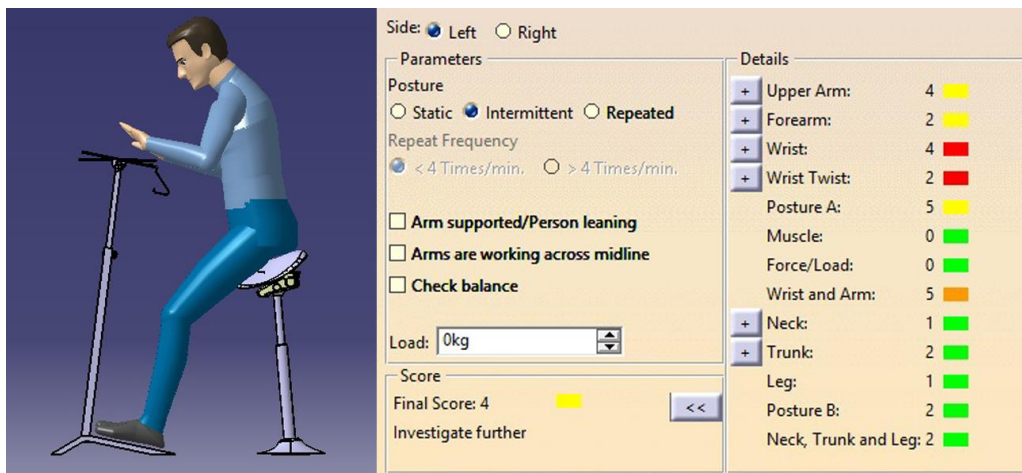 Side: Left Right
Parameters
Posture
Static Intermittent Repeated
Repeat Frequency
< 4 Times/min. > 4 Times/min.
Arm supported/Person leaning
Arms are working across midline
Check balance
Load: 0kg
Score
Final Score: 4
<<
Investigate further
Details
+ Upper Arm: 4
+ Forearm: 2
+ Wrist: 4
+ Wrist Twist: 2
Posture A: 5
Muscle: 0
Force/Load: 0
Wrist and Arm: 5
+ Neck: 1
+ Trunk: 2
Leg: 1
Posture B: 2
Neck, Trunk and Leg: 2